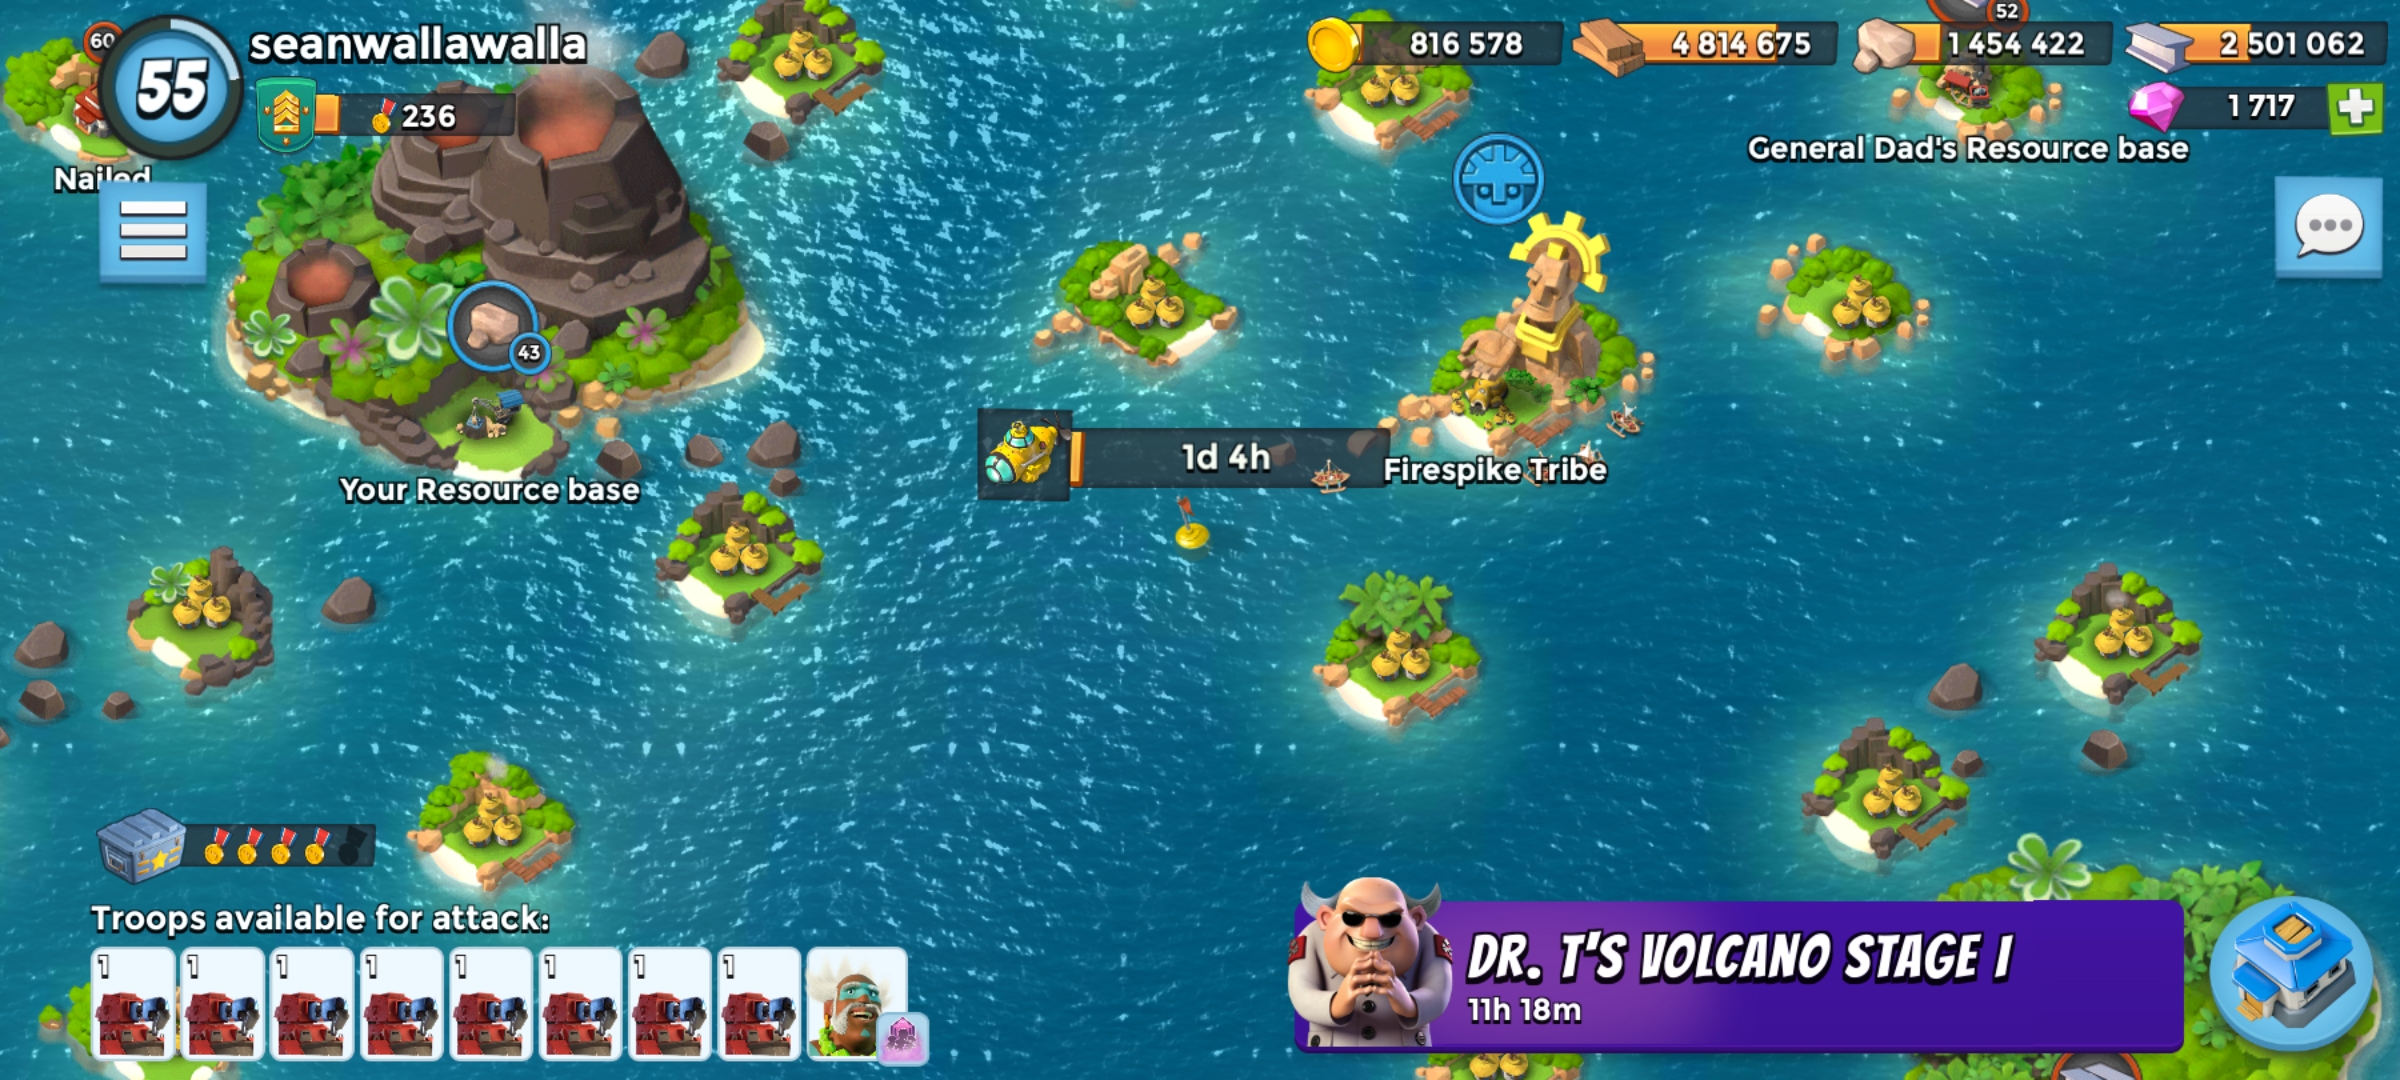 60
55
seanwallawalla
236
816 578
4 814 675
1 454 422
52
2 501 062
1 717
General Dad's Resource base
Nailed
43
Your Resource base
1d 4h
Firespike Tribe
Troops available for attack:
1 1 1 1 1 1 1 1
DR. T'S VOLCANO STAGE I
11h 18m